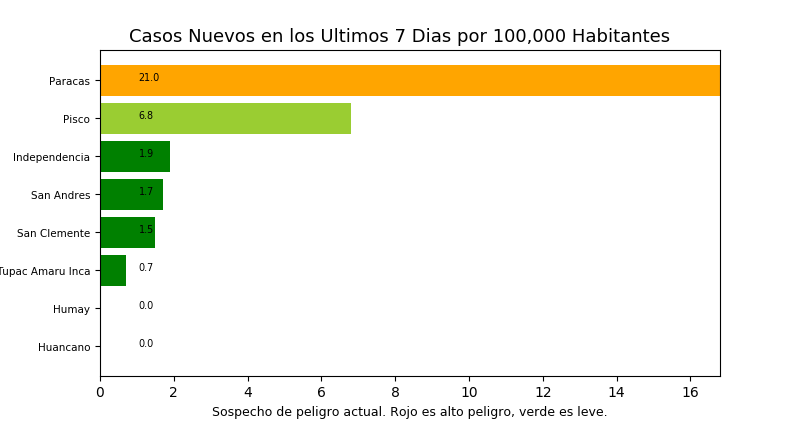 Casos Nuevos en los Ultimos 7 Dias por 100,000 Habitantes
Paracas 21.0
Pisco 6.8
Independencia 1.9
San Andres 1.7
San Clemente 1.5
Tupac Amaru Inca 0.7
Humay 0.0
Huancano 0.0
0 2 4 6 8 10 12 14 16
Sospecho de peligro actual. Rojo es alto peligro, verde es leve.